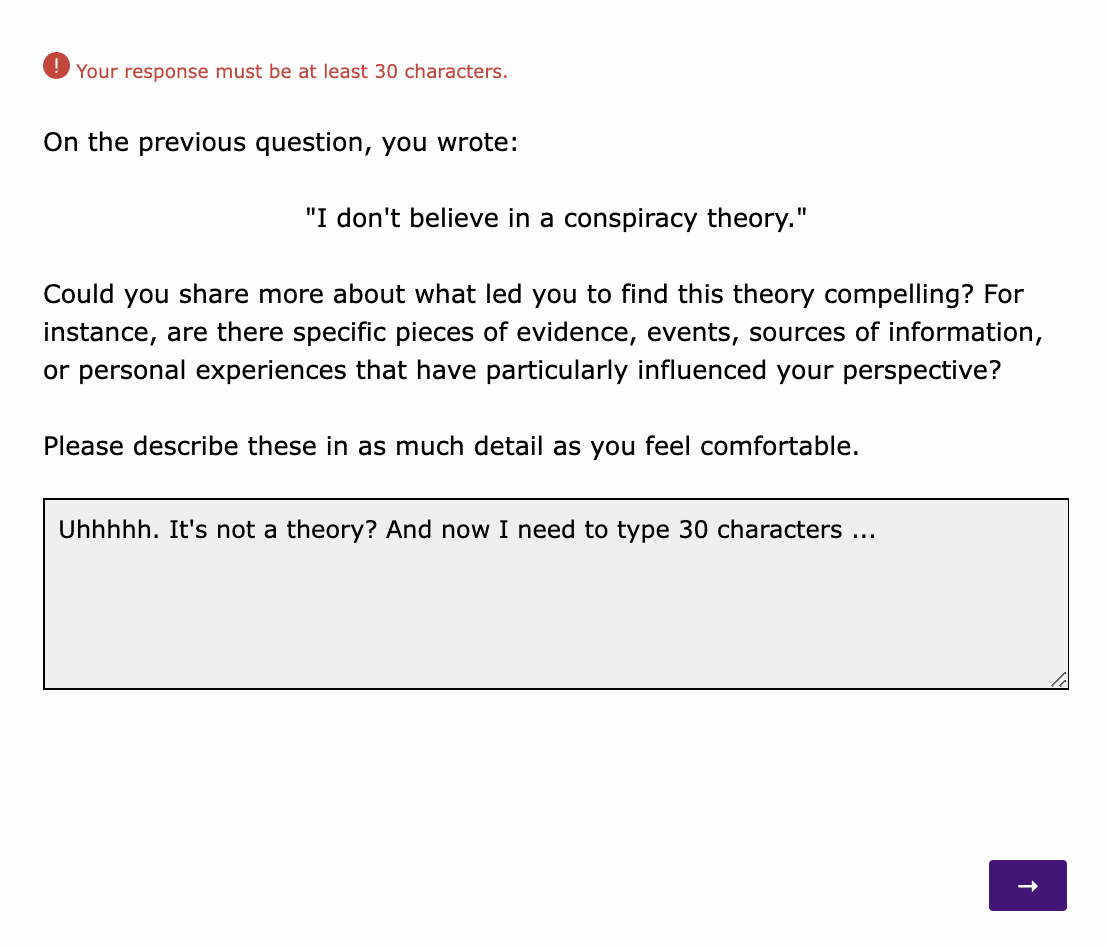 ! Your response must be at least 30 characters.
On the previous question, you wrote:
"I don't believe in a conspiracy theory."
Could you share more about what led you to find this theory compelling? For
instance, are there specific pieces of evidence, events, sources of information,
or personal experiences that have particularly influenced your perspective?
Please describe these in as much detail as you feel comfortable.
Uhhhhh. It's not a theory? And now I need to type 30 characters ...
→